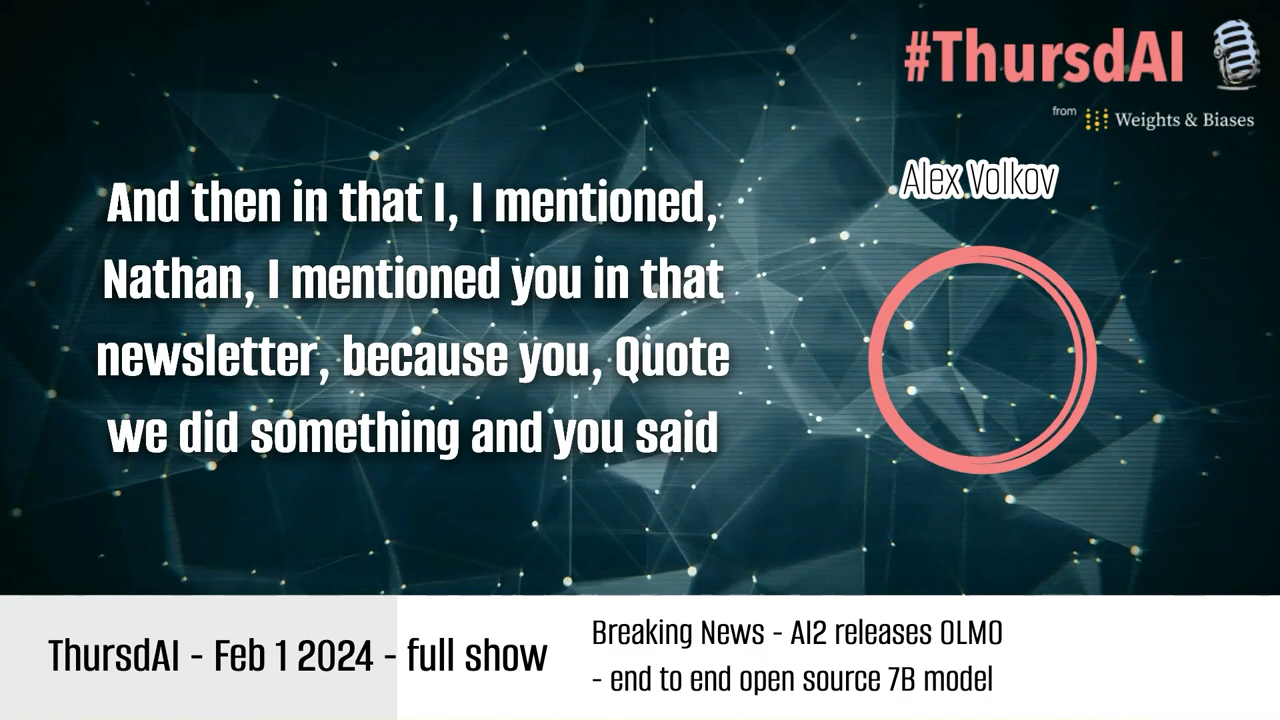 #ThursdAI
from Weights & Biases
Alex Volkov
And then in that I, I mentioned,
Nathan, I mentioned you in that
newsletter, because you, Quote
we did something and you said
ThursdAI - Feb 1 2024 - full show
Breaking News - AI2 releases OLMO
- end to end open source 7B model